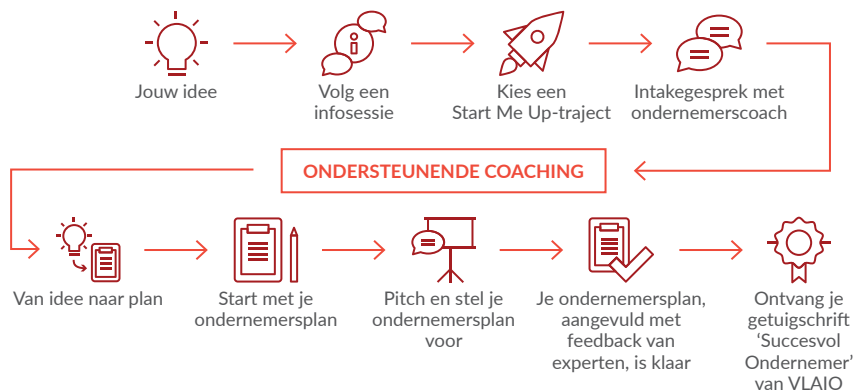 Jouw idee
Volg een
infosessie
Kies een
Start Me Up-traject
Intakegesprek met
ondernemerscoach
ONDERSTEUNENDE COACHING
Van idee naar plan
Start met je
ondernemersplan
Pitch en stel je
ondernemersplan
voor
Je ondernemersplan,
aangevuld met
feedback van
experten, is klaar
Ontvang je
getuigschrift
‘Succesvol
Ondernemer’
van VLAIO